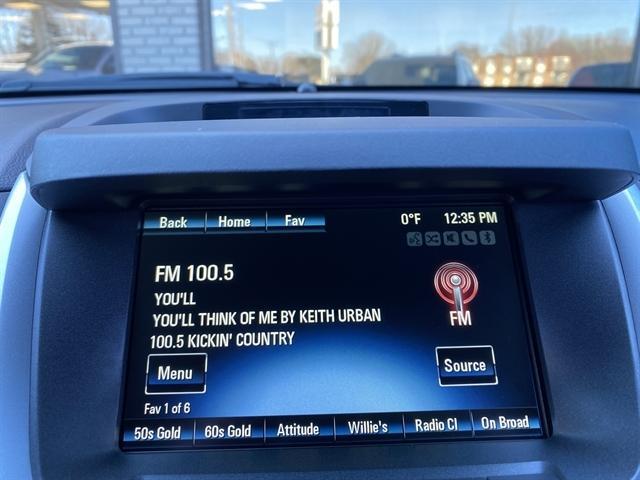 Back Home Fav 0°F 12:35 PM
FM 100.5
YOU'LL
YOU'LL THINK OF ME BY KEITH URBAN
100.5 KICKIN' COUNTRY
FM
Menu Source
Fav 1 of 6
50s Gold 60s Gold Attitude Willie's Radio Cl On Broad